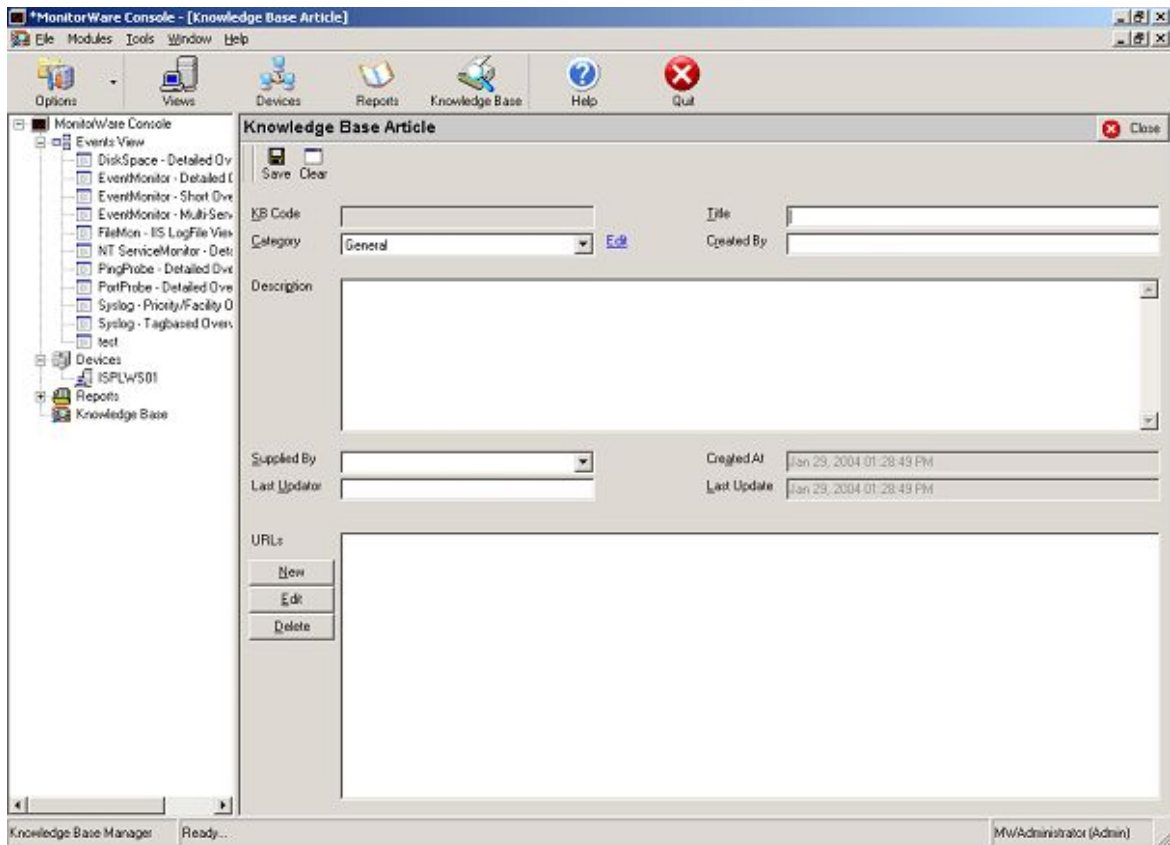 *MonitorWare Console - [Knowledge Base Article]
File Modules Tools Window Help
Options Views Devices Reports Knowledge Base Help Quit
MonitorWare Console
Events View
DiskSpace - Detailed Ov
EventMonitor - Detailed
EventMonitor - Short Ove
EventMonitor - Multi-Serv
FileMon - IIS LogFile View
NT ServiceMonitor - Deta
PingProbe - Detailed Ove
PortProbe - Detailed Ove
Syslog - Priority/Facility O
Syslog - Tagbased Overv
test
Devices
ISPLWS01
Reports
Knowledge Base
Knowledge Base Article Close
Save Clear
KB Code Title
Category General Edit Created By
Description
Supplied By Created At Jan 29, 2004 01:28:49 PM
Last Updator Last Update Jan 29, 2004 01:28:49 PM
URLs
New
Edit
Delete
Knowledge Base Manager Ready... MWAdministrator (Admin)